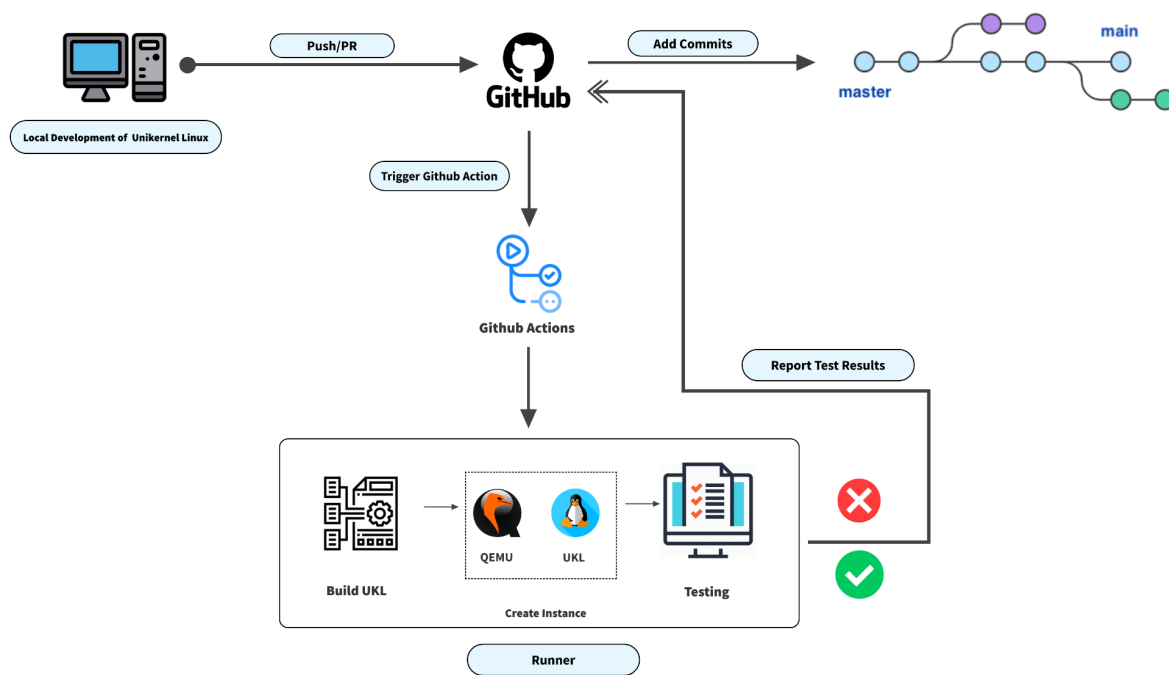 Push/PR
Add Commits
main
GitHub
master
Local Development of Unikernel Linux
Trigger Github Action
Github Actions
Report Test Results
QEMU
UKL
Build UKL
Testing
Create Instance
Runner